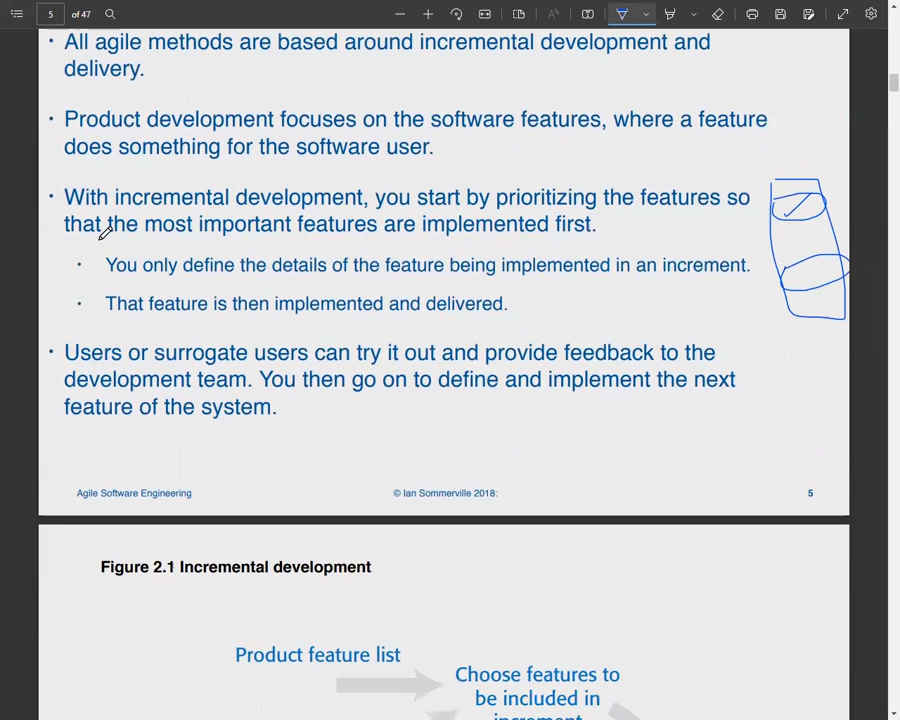 5 of 47
• All agile methods are based around incremental development and
delivery.
• Product development focuses on the software features, where a feature
does something for the software user.
• With incremental development, you start by prioritizing the features so
that the most important features are implemented first.
• You only define the details of the feature being implemented in an increment.
• That feature is then implemented and delivered.
• Users or surrogate users can try it out and provide feedback to the
development team. You then go on to define and implement the next
feature of the system.
Agile Software Engineering © Ian Sommerville 2018: 5
Figure 2.1 Incremental development
Product feature list
Choose features to
be included in
increment